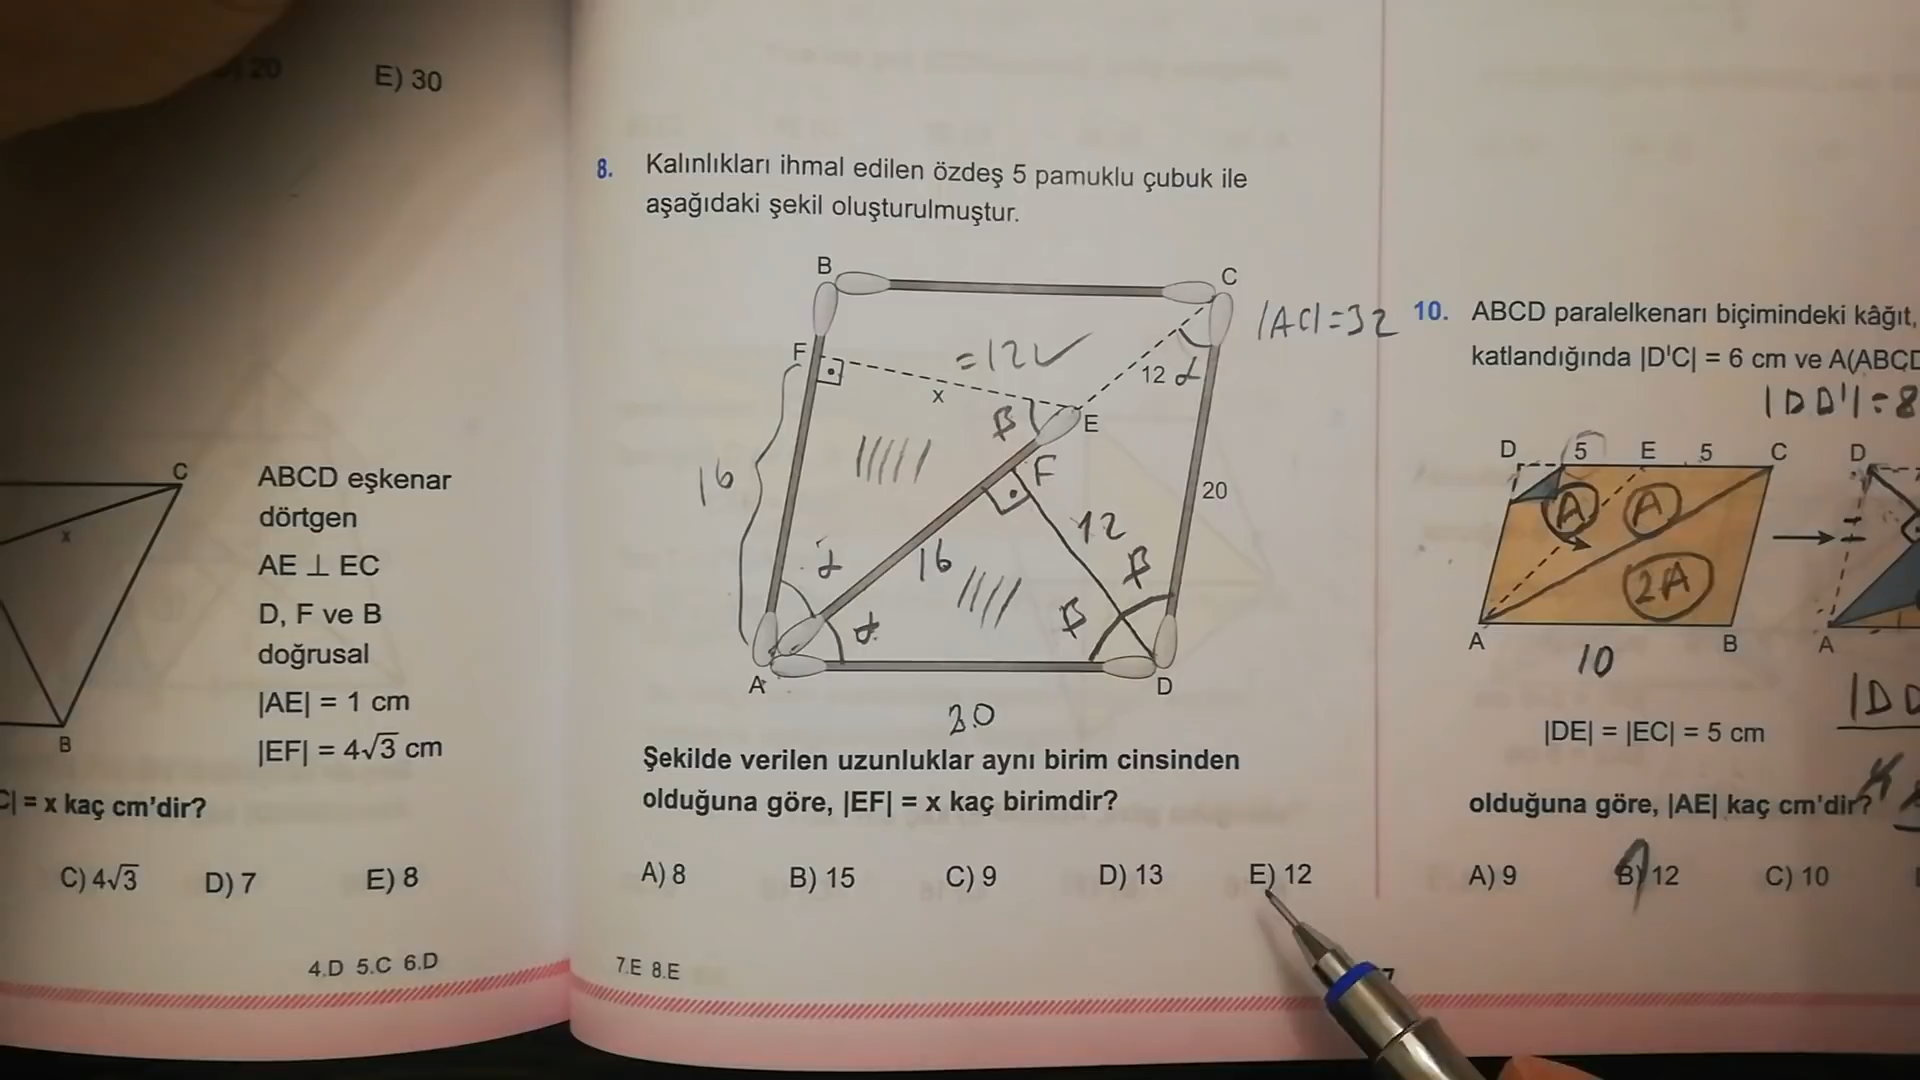 20
E) 30
C
x
B
ABCD eşkenar
dörtgen
AE ⊥ EC
D, F ve B
doğrusal
|AE| = 1 cm
|EF| = 4√3 cm
C| = x kaç cm'dir?
C) 4√3
D) 7
E) 8
4.D 5.C 6.D
8.
Kalınlıkları ihmal edilen özdeş 5 pamuklu çubuk ile
aşağıdaki şekil oluşturulmuştur.
B
C
|AC|=32
F
=12
x
12 α
β
E
F
16
20
α
16
12
β
α
β
A
D
20
Şekilde verilen uzunluklar aynı birim cinsinden
olduğuna göre, |EF| = x kaç birimdir?
A) 8
B) 15
C) 9
D) 13
E) 12
7.E 8.E
7
10.
ABCD paralelkenarı biçimindeki kâğıt,
katlandığında |D'C| = 6 cm ve A(ABCD
|DD'|=8
D
5
E
5
C
D
A
A
2A
A
B
A
10
|DE| = |EC| = 5 cm
olduğuna göre, |AE| kaç cm'dir?
A) 9
B) 12
C) 10